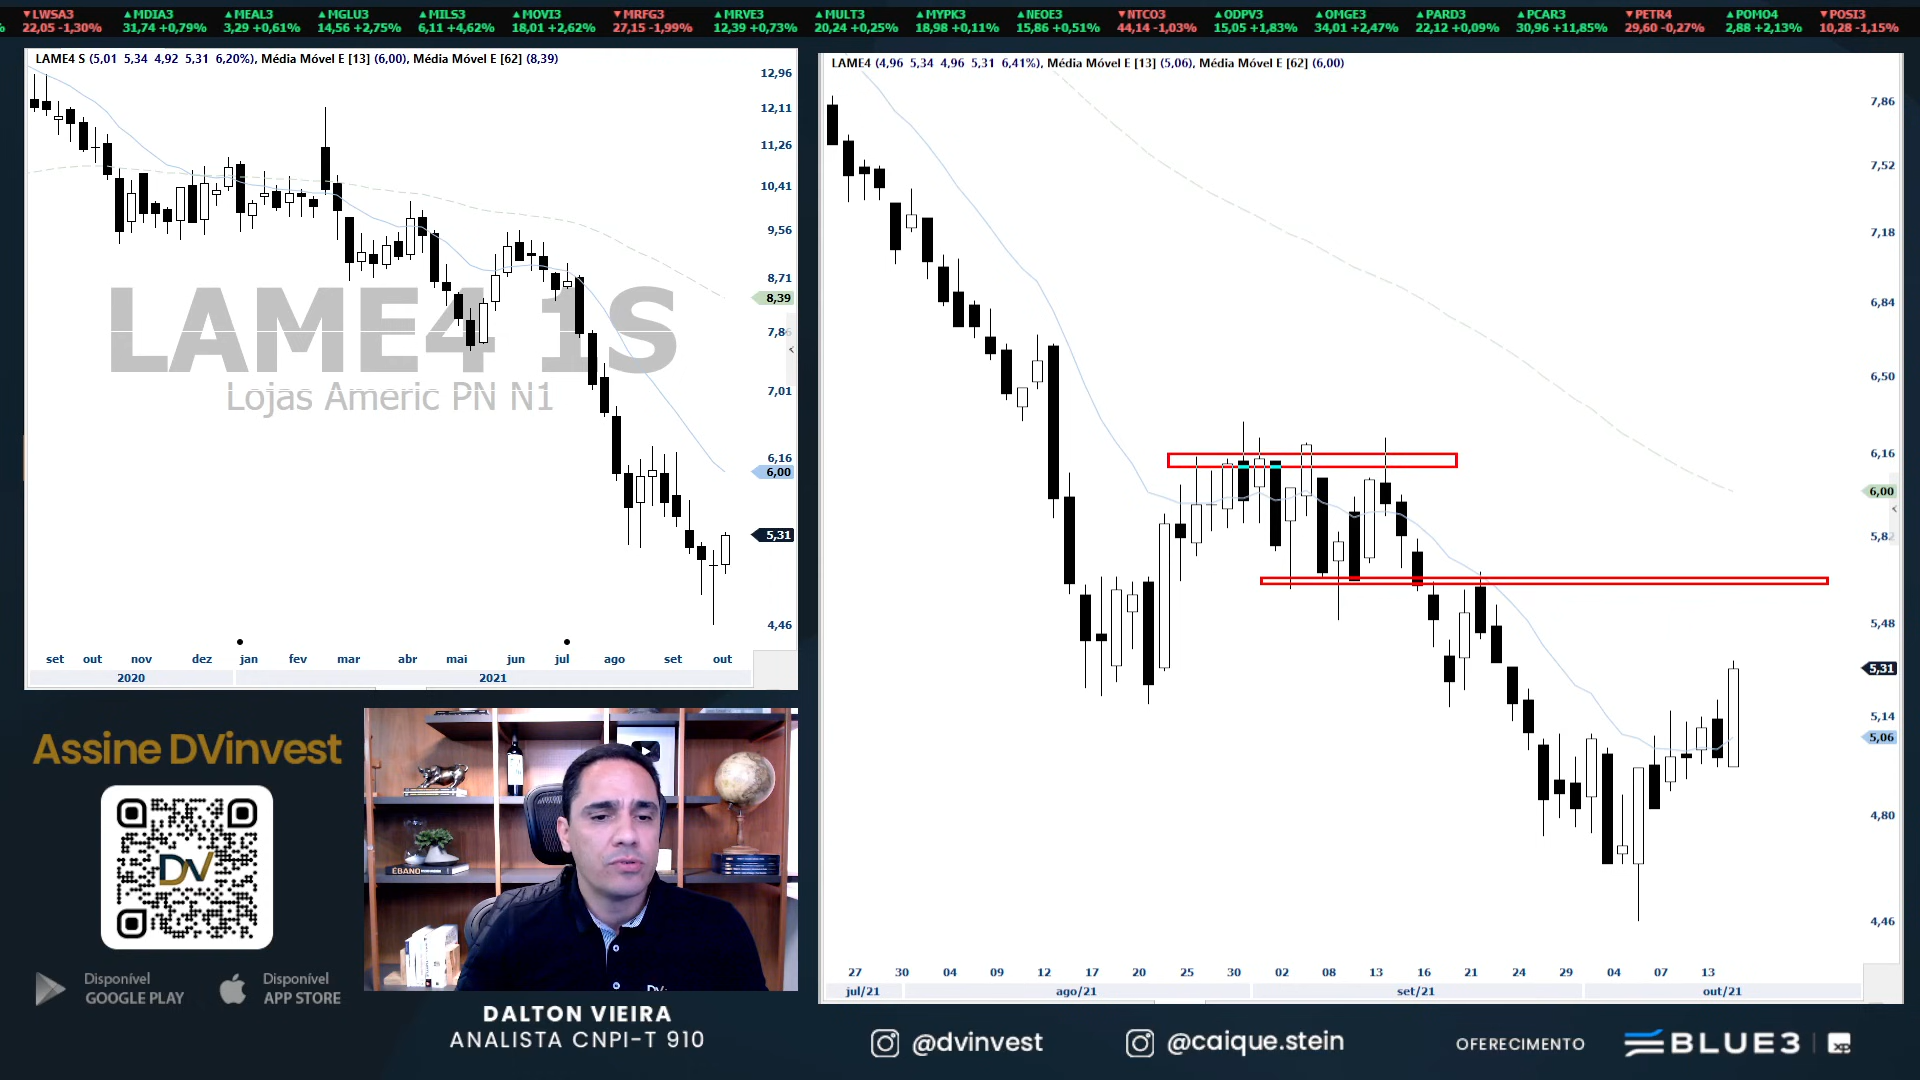 ▼LWSA3 ▲MDIA3 ▲MEAL3 ▲MGLU3 ▲MILS3 ▲MOVI3 ▼MRFG3 ▲MRVE3 ▲MULT3 ▲MYPK3 ▲NEOE3 ▼NTCO3 ▲ODPV3 ▲OMGE3 ▲PARD3 ▲PCAR3 ▼PETR4 ▲POMO4 ▼POSI3
% 22,05 -1,30% 31,74 +0,79% 3,29 +0,61% 14,56 +2,75% 6,11 +4,62% 18,01 +2,62% 27,15 -1,99% 12,39 +0,73% 20,24 +0,25% 18,98 +0,11% 15,86 +0,51% 44,14 -1,03% 15,05 +1,83% 34,01 +2,47% 22,12 +0,09% 30,96 +11,85% 29,60 -0,27% 2,88 +2,13% 10,28 -1,15%
LAME4 S (5,01 5,34 4,92 5,31 6,20%), Média Móvel E [13] (6,00), Média Móvel E [62] (8,39)
12,96
12,11
11,26
10,41
9,56
8,71
8,39
7,86
7,01
6,16
6,00
5,31
4,46
LAME4 1S
Lojas Americ PN N1
set out nov dez jan fev mar abr mai jun jul ago set out
2020 2021
LAME4 (4,96 5,34 4,96 5,31 6,41%), Média Móvel E [13] (5,06), Média Móvel E [62] (6,00)
7,86
7,52
7,18
6,84
6,50
6,16
6,00
5,82
5,48
5,31
5,14
5,06
4,80
4,46
27 30 04 09 12 17 20 25 30 02 08 13 16 21 24 29 04 07 13
jul/21 ago/21 set/21 out/21
Assine DVinvest
DV
Disponível
GOOGLE PLAY
Disponível
APP STORE
EBANO
DV
DALTON VIEIRA
ANALISTA CNPI-T 910
@dvinvest
@caique.stein
OFERECIMENTO
BLUE3
xp